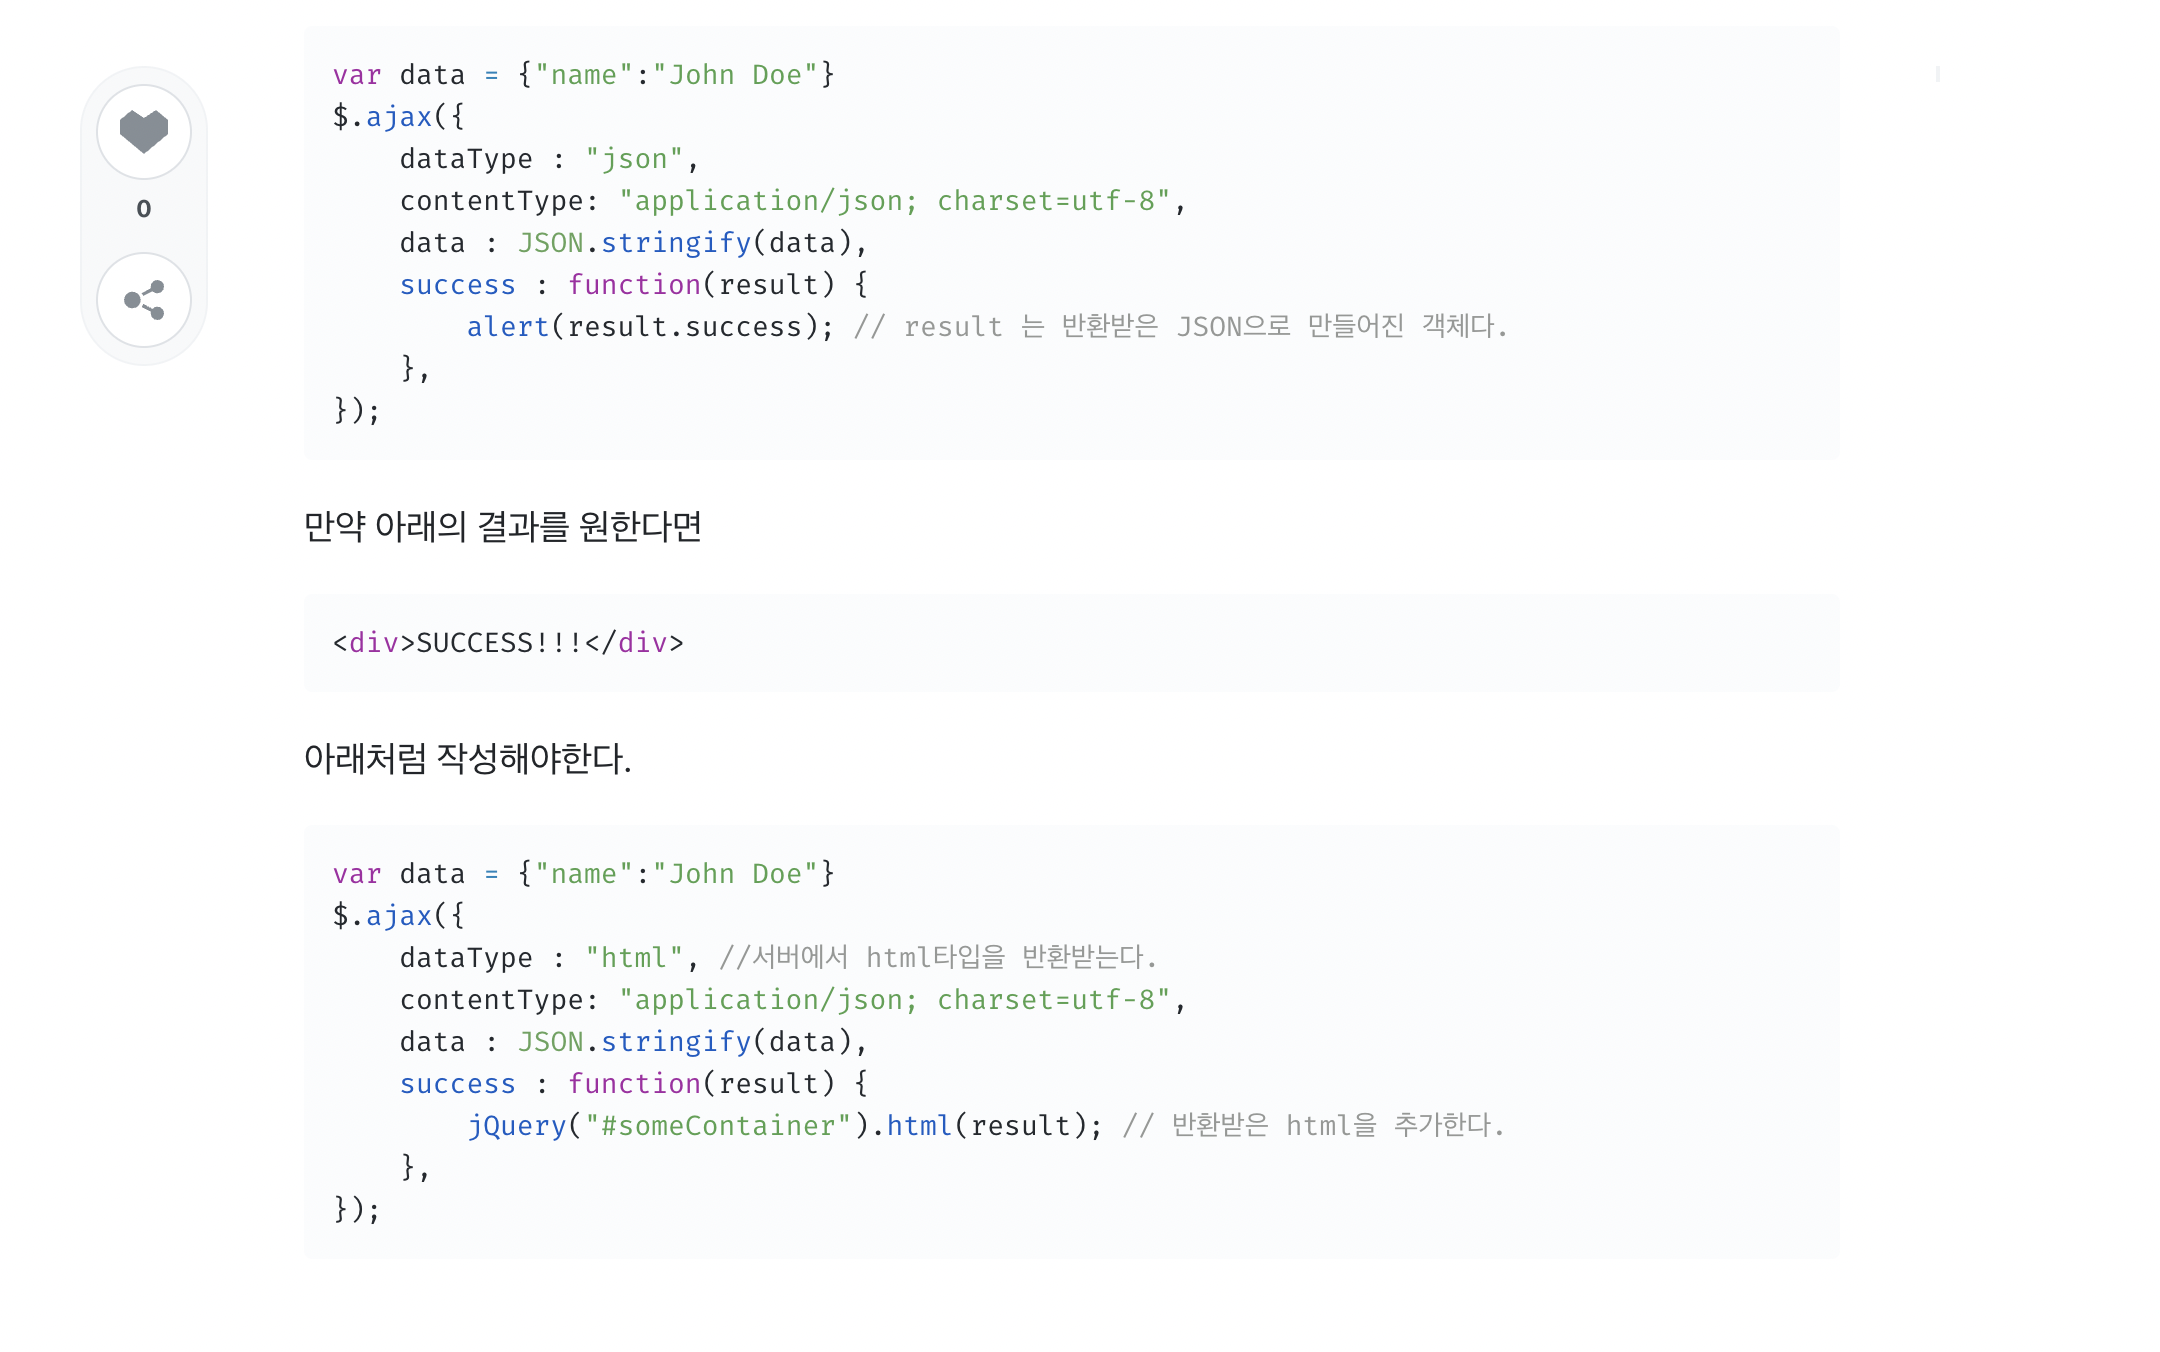 var data = {"name":"John Doe"}
$.ajax({
    dataType : "json",
    contentType: "application/json; charset=utf-8",
    data : JSON.stringify(data),
    success : function(result) {
        alert(result.success); // result 는 반환받은 JSON으로 만들어진 객체다.
    },
});
0
만약 아래의 결과를 원한다면
<div>SUCCESS!!!</div>
아래처럼 작성해야한다.
var data = {"name":"John Doe"}
$.ajax({
    dataType : "html", //서버에서 html타입을 반환받는다.
    contentType: "application/json; charset=utf-8",
    data : JSON.stringify(data),
    success : function(result) {
        jQuery("#someContainer").html(result); // 반환받은 html을 추가한다.
    },
});